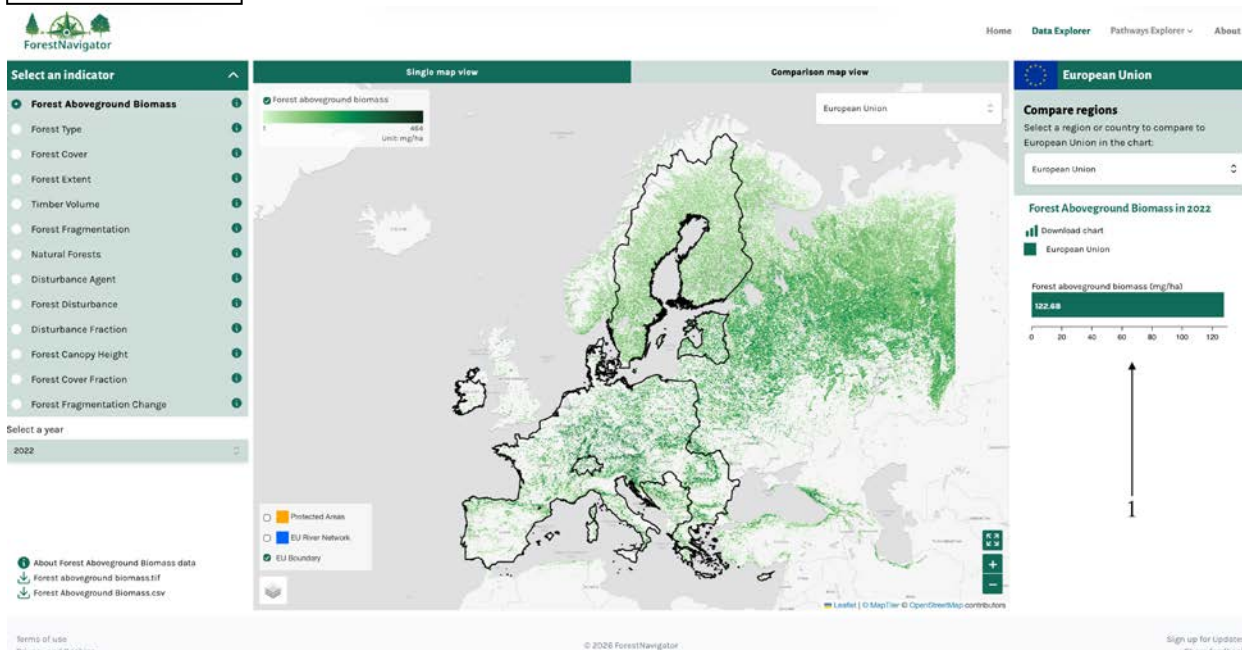 ForestNavigator
Home Data Explorer Pathways Explorer About
Select an indicator
Forest Aboveground Biomass
Forest Type
Forest Cover
Forest Extent
Timber Volume
Forest Fragmentation
Natural Forests
Disturbance Agent
Forest Disturbance
Disturbance Fraction
Forest Canopy Height
Forest Cover Fraction
Forest Fragmentation Change
Select a year
2022
About Forest Aboveground Biomass data
Forest aboveground biomass.tif
Forest Aboveground Biomass.csv
Single map view
Comparison map view
Forest aboveground biomass
1 464
Unit: mg/ha
European Union
Protected Areas
EU River Network
EU Boundary
+
−
Leaflet | © MapTiler © OpenStreetMap contributors
European Union
Compare regions
Select a region or country to compare to
European Union in the chart:
European Union
Forest Aboveground Biomass in 2022
Download chart
European Union
Forest aboveground biomass (mg/ha)
122.68
0 20 40 60 80 100 120
1
Terms of use
© 2026 ForestNavigator
Sign up for Update